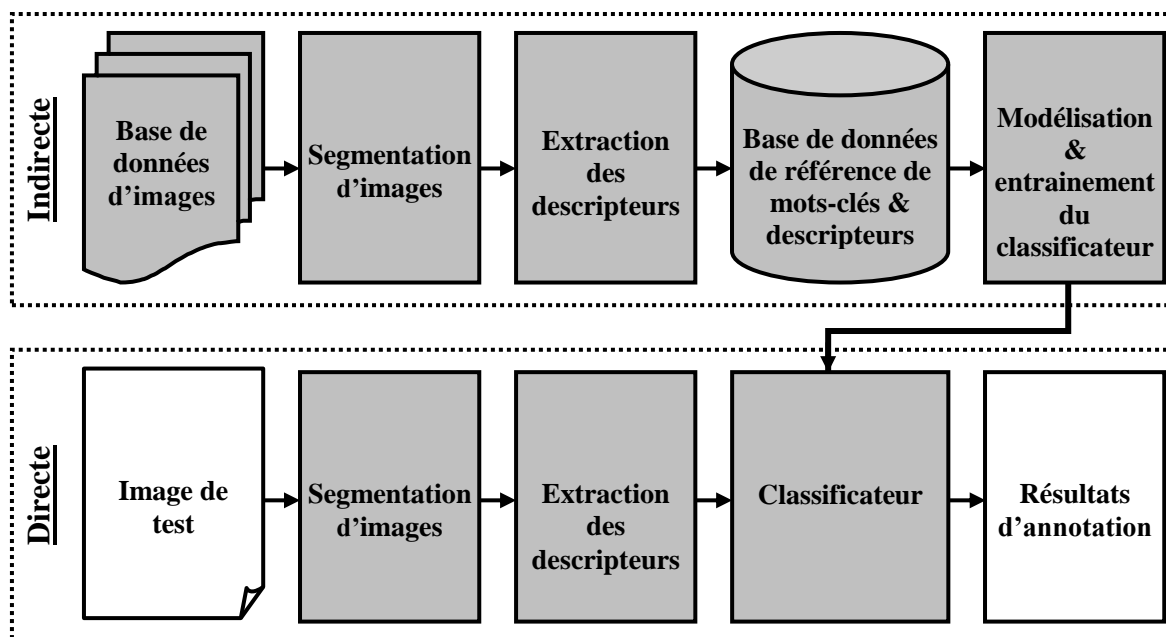 Indirecte
Base de
données
d’images
Segmentation
d’images
Extraction
des
descripteurs
Base de données
de référence de
mots-clés &
descripteurs
Modélisation
&
entrainement
du
classificateur
Directe
Image de
test
Segmentation
d’images
Extraction
des
descripteurs
Classificateur
Résultats
d’annotation